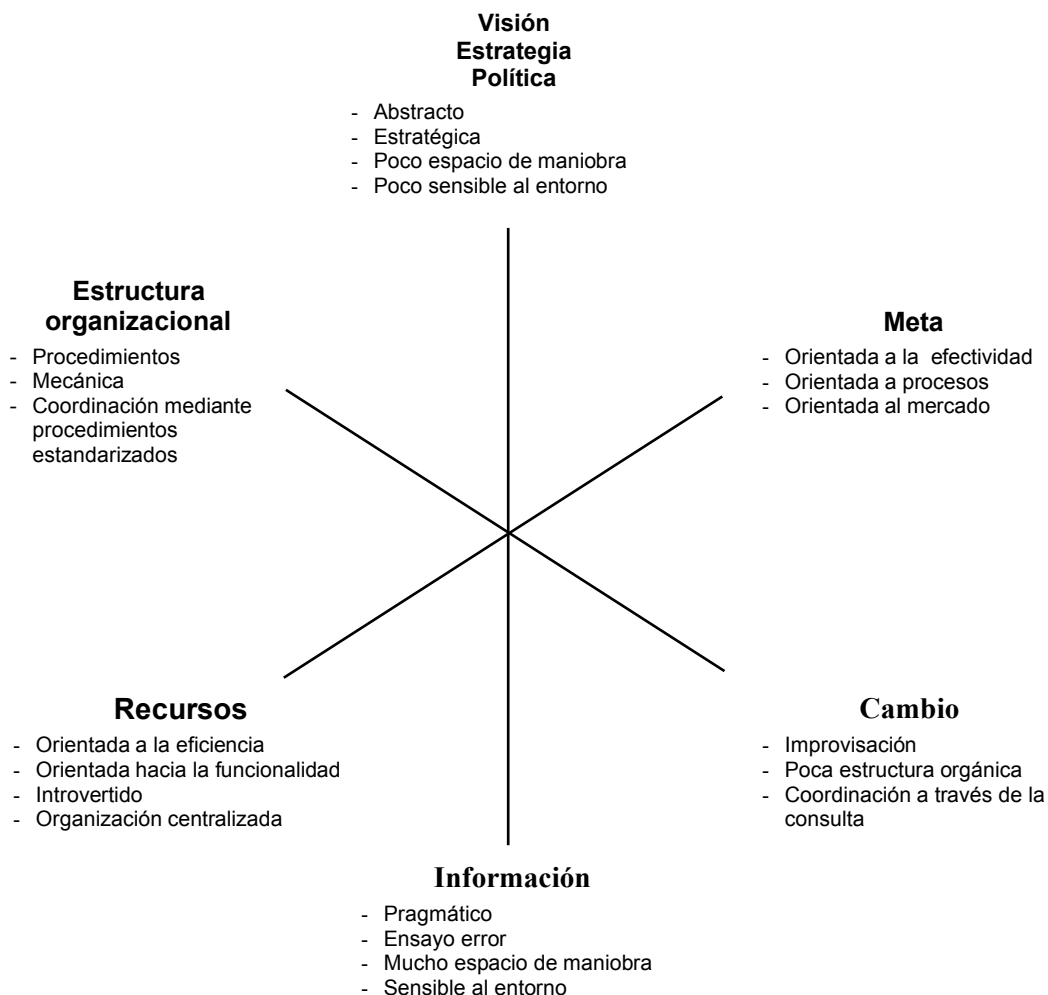 Visión
Estrategia
Política
- Abstracto
- Estratégica
- Poco espacio de maniobra
- Poco sensible al entorno
Estructura
organizacional
- Procedimientos
- Mecánica
- Coordinación mediante
procedimientos
estandarizados
Meta
- Orientada a la efectividad
- Orientada a procesos
- Orientada al mercado
Recursos
- Orientada a la eficiencia
- Orientada hacia la funcionalidad
- Introvertido
- Organización centralizada
Cambio
- Improvisación
- Poca estructura orgánica
- Coordinación a través de la
consulta
Información
- Pragmático
- Ensayo error
- Mucho espacio de maniobra
- Sensible al entorno